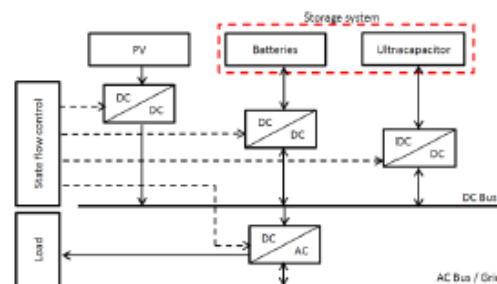 Storage system
PV
Batteries
Ultracapacitor
DC
DC
DC
DC
DC
DC
State flow control
DC Bus
Load
DC
AC
AC Bus / Grid